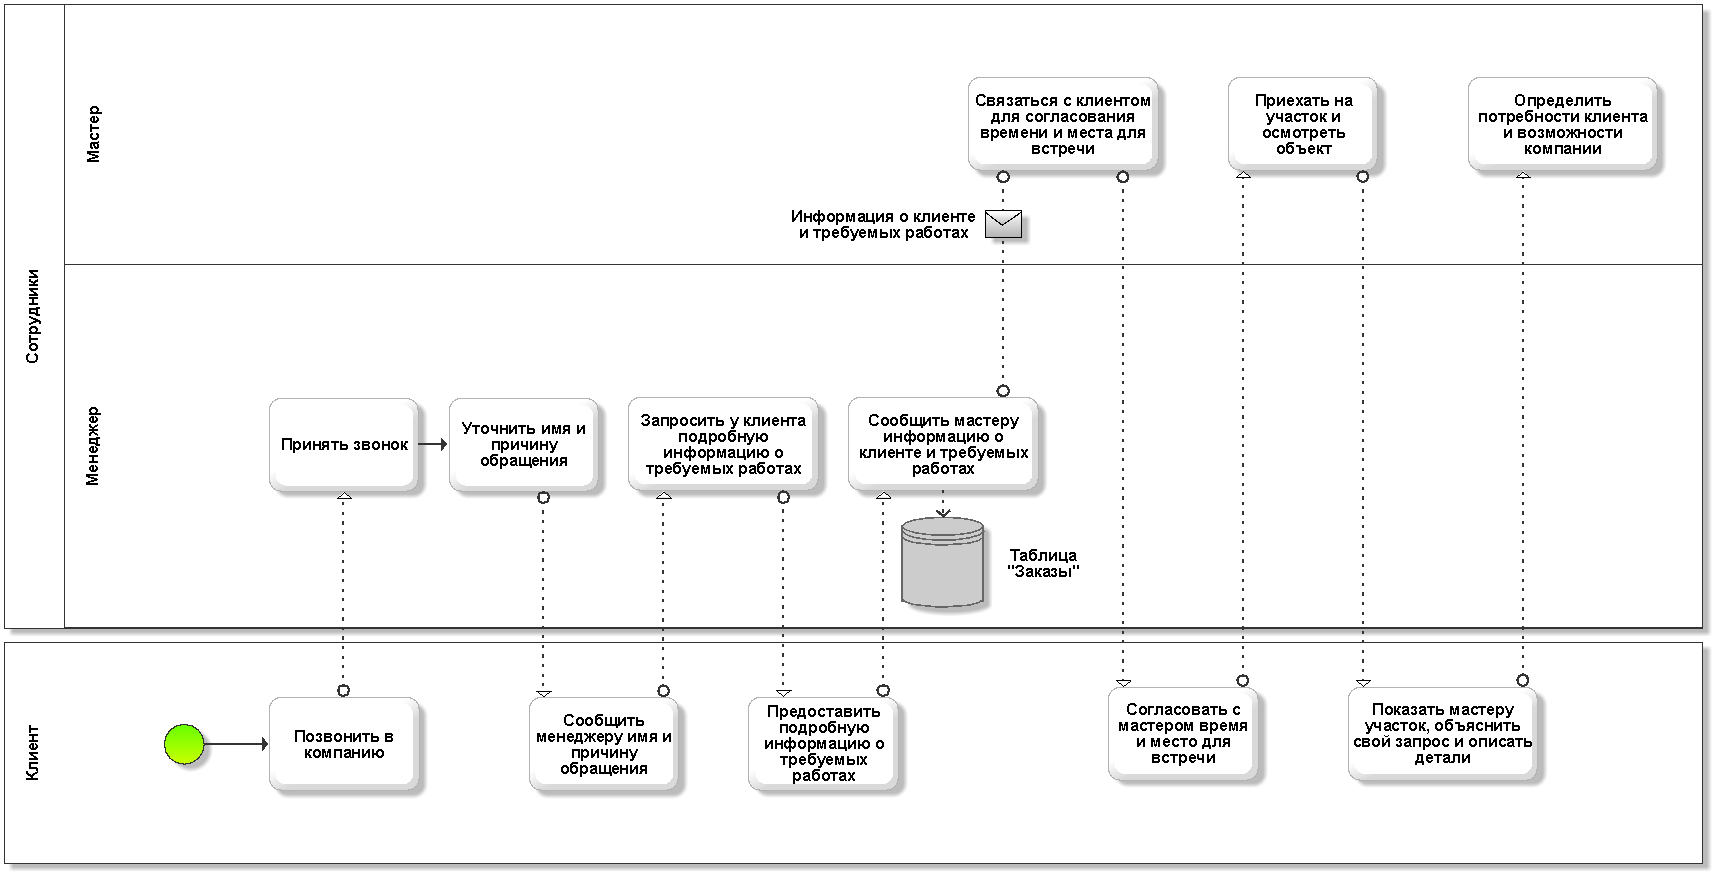 Сотрудники
Мастер
Связаться с клиентом
для согласования
времени и места для
встречи
Приехать на
участок и
осмотреть
объект
Определить
потребности клиента
и возможности
компании
Информация о клиенте
и требуемых работах
Менеджер
Принять звонок
Уточнить имя и
причину
обращения
Запросить у клиента
подробную
информацию о
требуемых работах
Сообщить мастеру
информацию о
клиенте и требуемых
работах
Таблица
"Заказы"
Клиент
Позвонить в
компанию
Сообщить
менеджеру имя и
причину
обращения
Предоставить
подробную
информацию о
требуемых
работах
Согласовать с
мастером время
и место для
встречи
Показать мастеру
участок, объяснить
свой запрос и описать
детали